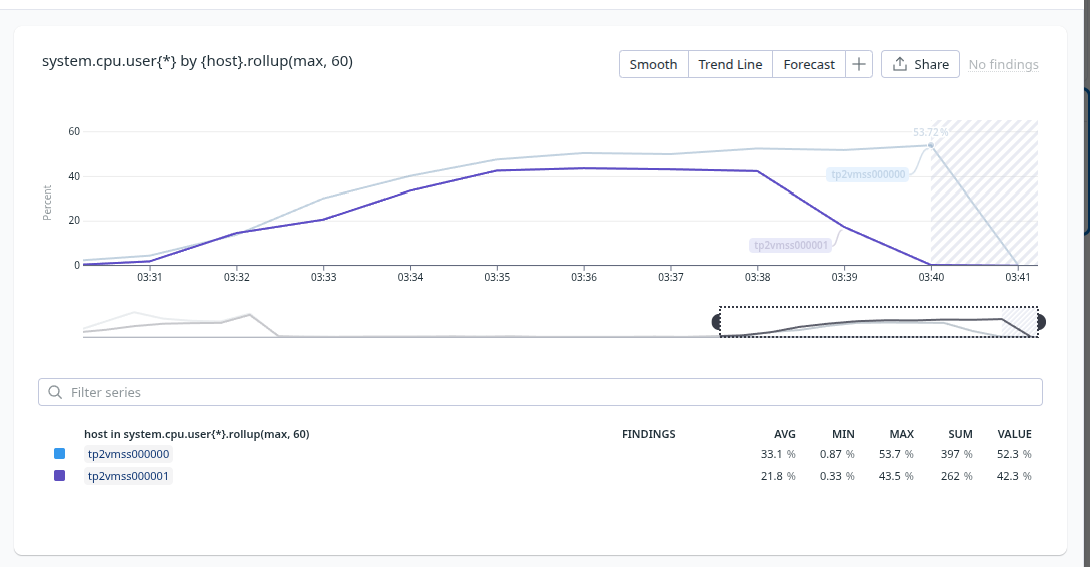 system.cpu.user{*} by {host}.rollup(max, 60)
Smooth Trend Line Forecast + Share No findings
53.72%
60
tp2vmss000000
40
Percent
20
tp2vmss000001
0
03:31 03:32 03:33 03:34 03:35 03:36 03:37 03:38 03:39 03:40 03:41
Filter series
host in system.cpu.user{*}.rollup(max, 60) FINDINGS AVG MIN MAX SUM VALUE
tp2vmss000000 33.1 % 0.87 % 53.7 % 397 % 52.3 %
tp2vmss000001 21.8 % 0.33 % 43.5 % 262 % 42.3 %